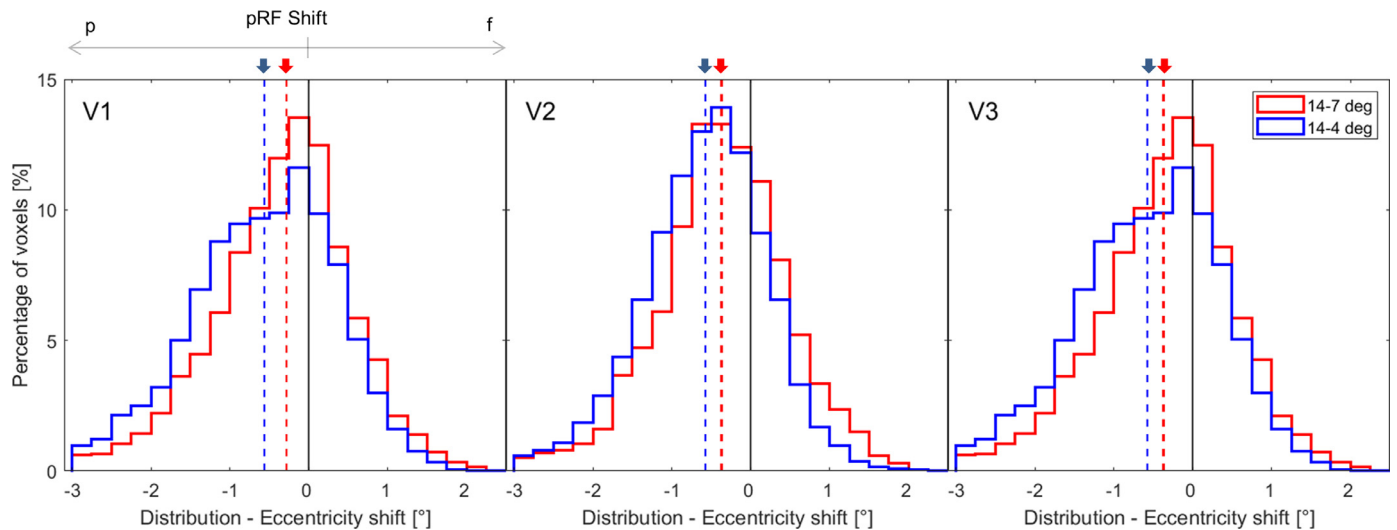 pRF Shift
p f
15
10
5
0
Percentage of voxels [%]
V1
V2
V3
14-7 deg
14-4 deg
-3 -2 -1 0 1 2 -3 -2 -1 0 1 2 -3 -2 -1 0 1 2
Distribution - Eccentricity shift [°] Distribution - Eccentricity shift [°] Distribution - Eccentricity shift [°]